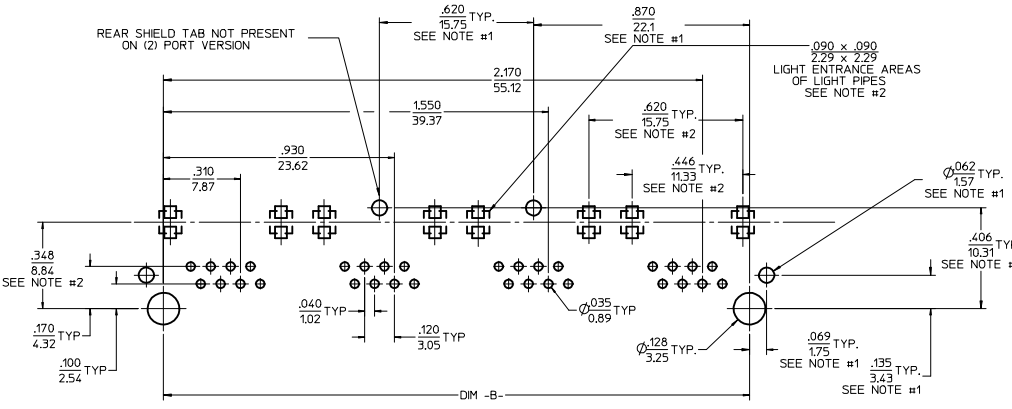 .620 TYP.
15.75
SEE NOTE #1
.870
22.1
SEE NOTE #1
REAR SHIELD TAB NOT PRESENT
ON (2) PORT VERSION
.090 x .090
2.29 x 2.29
LIGHT ENTRANCE AREAS
OF LIGHT PIPES
SEE NOTE #2
2.170
55.12
1.550
39.37
.620 TYP.
15.75
SEE NOTE #2
.930
23.62
.446 TYP.
11.33
SEE NOTE #2
.310
7.87
Ø.062 TYP.
1.57
SEE NOTE #1
.348
8.84
SEE NOTE #2
.406 TY
10.31
SEE NOTE #
.040 TYP
1.02
Ø.035 TYP
0.89
.170 TYP
4.32
.120 TYP
3.05
.100 TYP
2.54
Ø.128 TYP.
3.25
.069 TYP.
1.75
SEE NOTE #1
.135
3.43
SEE NOTE #1
DIM -B-